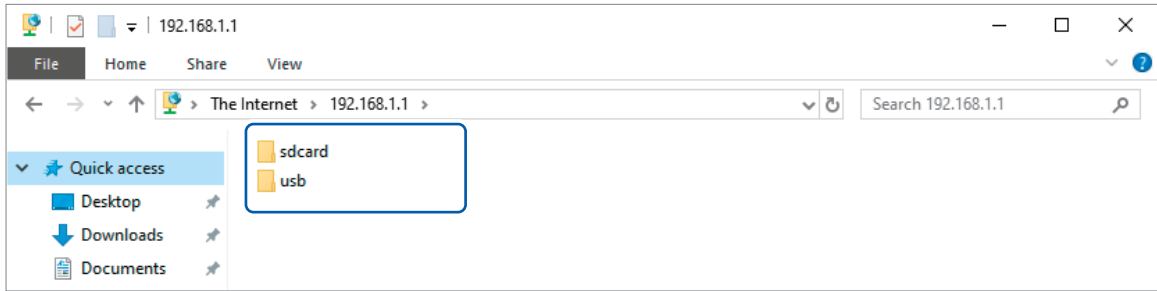 192.168.1.1
File Home Share View
The Internet 192.168.1.1 Search 192.168.1.1
sdcard
usb
Quick access
Desktop
Downloads
Documents